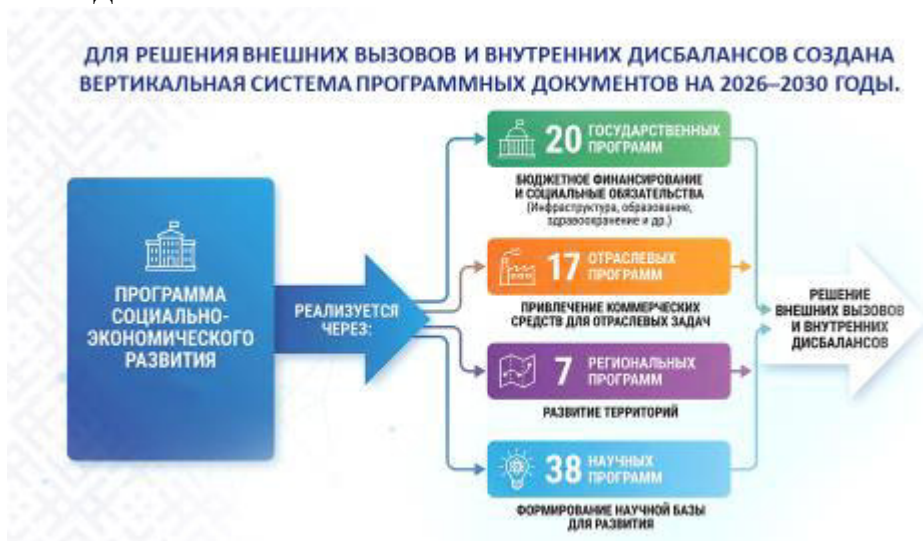 ДЛЯ РЕШЕНИЯ ВНЕШНИХ ВЫЗОВОВ И ВНУТРЕННИХ ДИСБАЛАНСОВ СОЗДАНА
ВЕРТИКАЛЬНАЯ СИСТЕМА ПРОГРАММНЫХ ДОКУМЕНТОВ НА 2026–2030 ГОДЫ.
ПРОГРАММА
СОЦИАЛЬНО-
ЭКОНОМИЧЕСКОГО
РАЗВИТИЯ
РЕАЛИЗУЕТСЯ
ЧЕРЕЗ:
20 ГОСУДАРСТВЕННЫХ
ПРОГРАММ
БЮДЖЕТНОЕ ФИНАНСИРОВАНИЕ
И СОЦИАЛЬНЫЕ ОБЯЗАТЕЛЬСТВА
(Инфраструктура, образование,
здравоохранение и др.)
17 ОТРАСЛЕВЫХ
ПРОГРАММ
ПРИВЛЕЧЕНИЕ КОММЕРЧЕСКИХ
СРЕДСТВ ДЛЯ ОТРАСЛЕВЫХ ЗАДАЧ
7 РЕГИОНАЛЬНЫХ
ПРОГРАММ
РАЗВИТИЕ ТЕРРИТОРИЙ
38 НАУЧНЫХ
ПРОГРАММ
ФОРМИРОВАНИЕ НАУЧНОЙ БАЗЫ
ДЛЯ РАЗВИТИЯ
РЕШЕНИЕ
ВНЕШНИХ ВЫЗОВОВ
И ВНУТРЕННИХ
ДИСБАЛАНСОВ